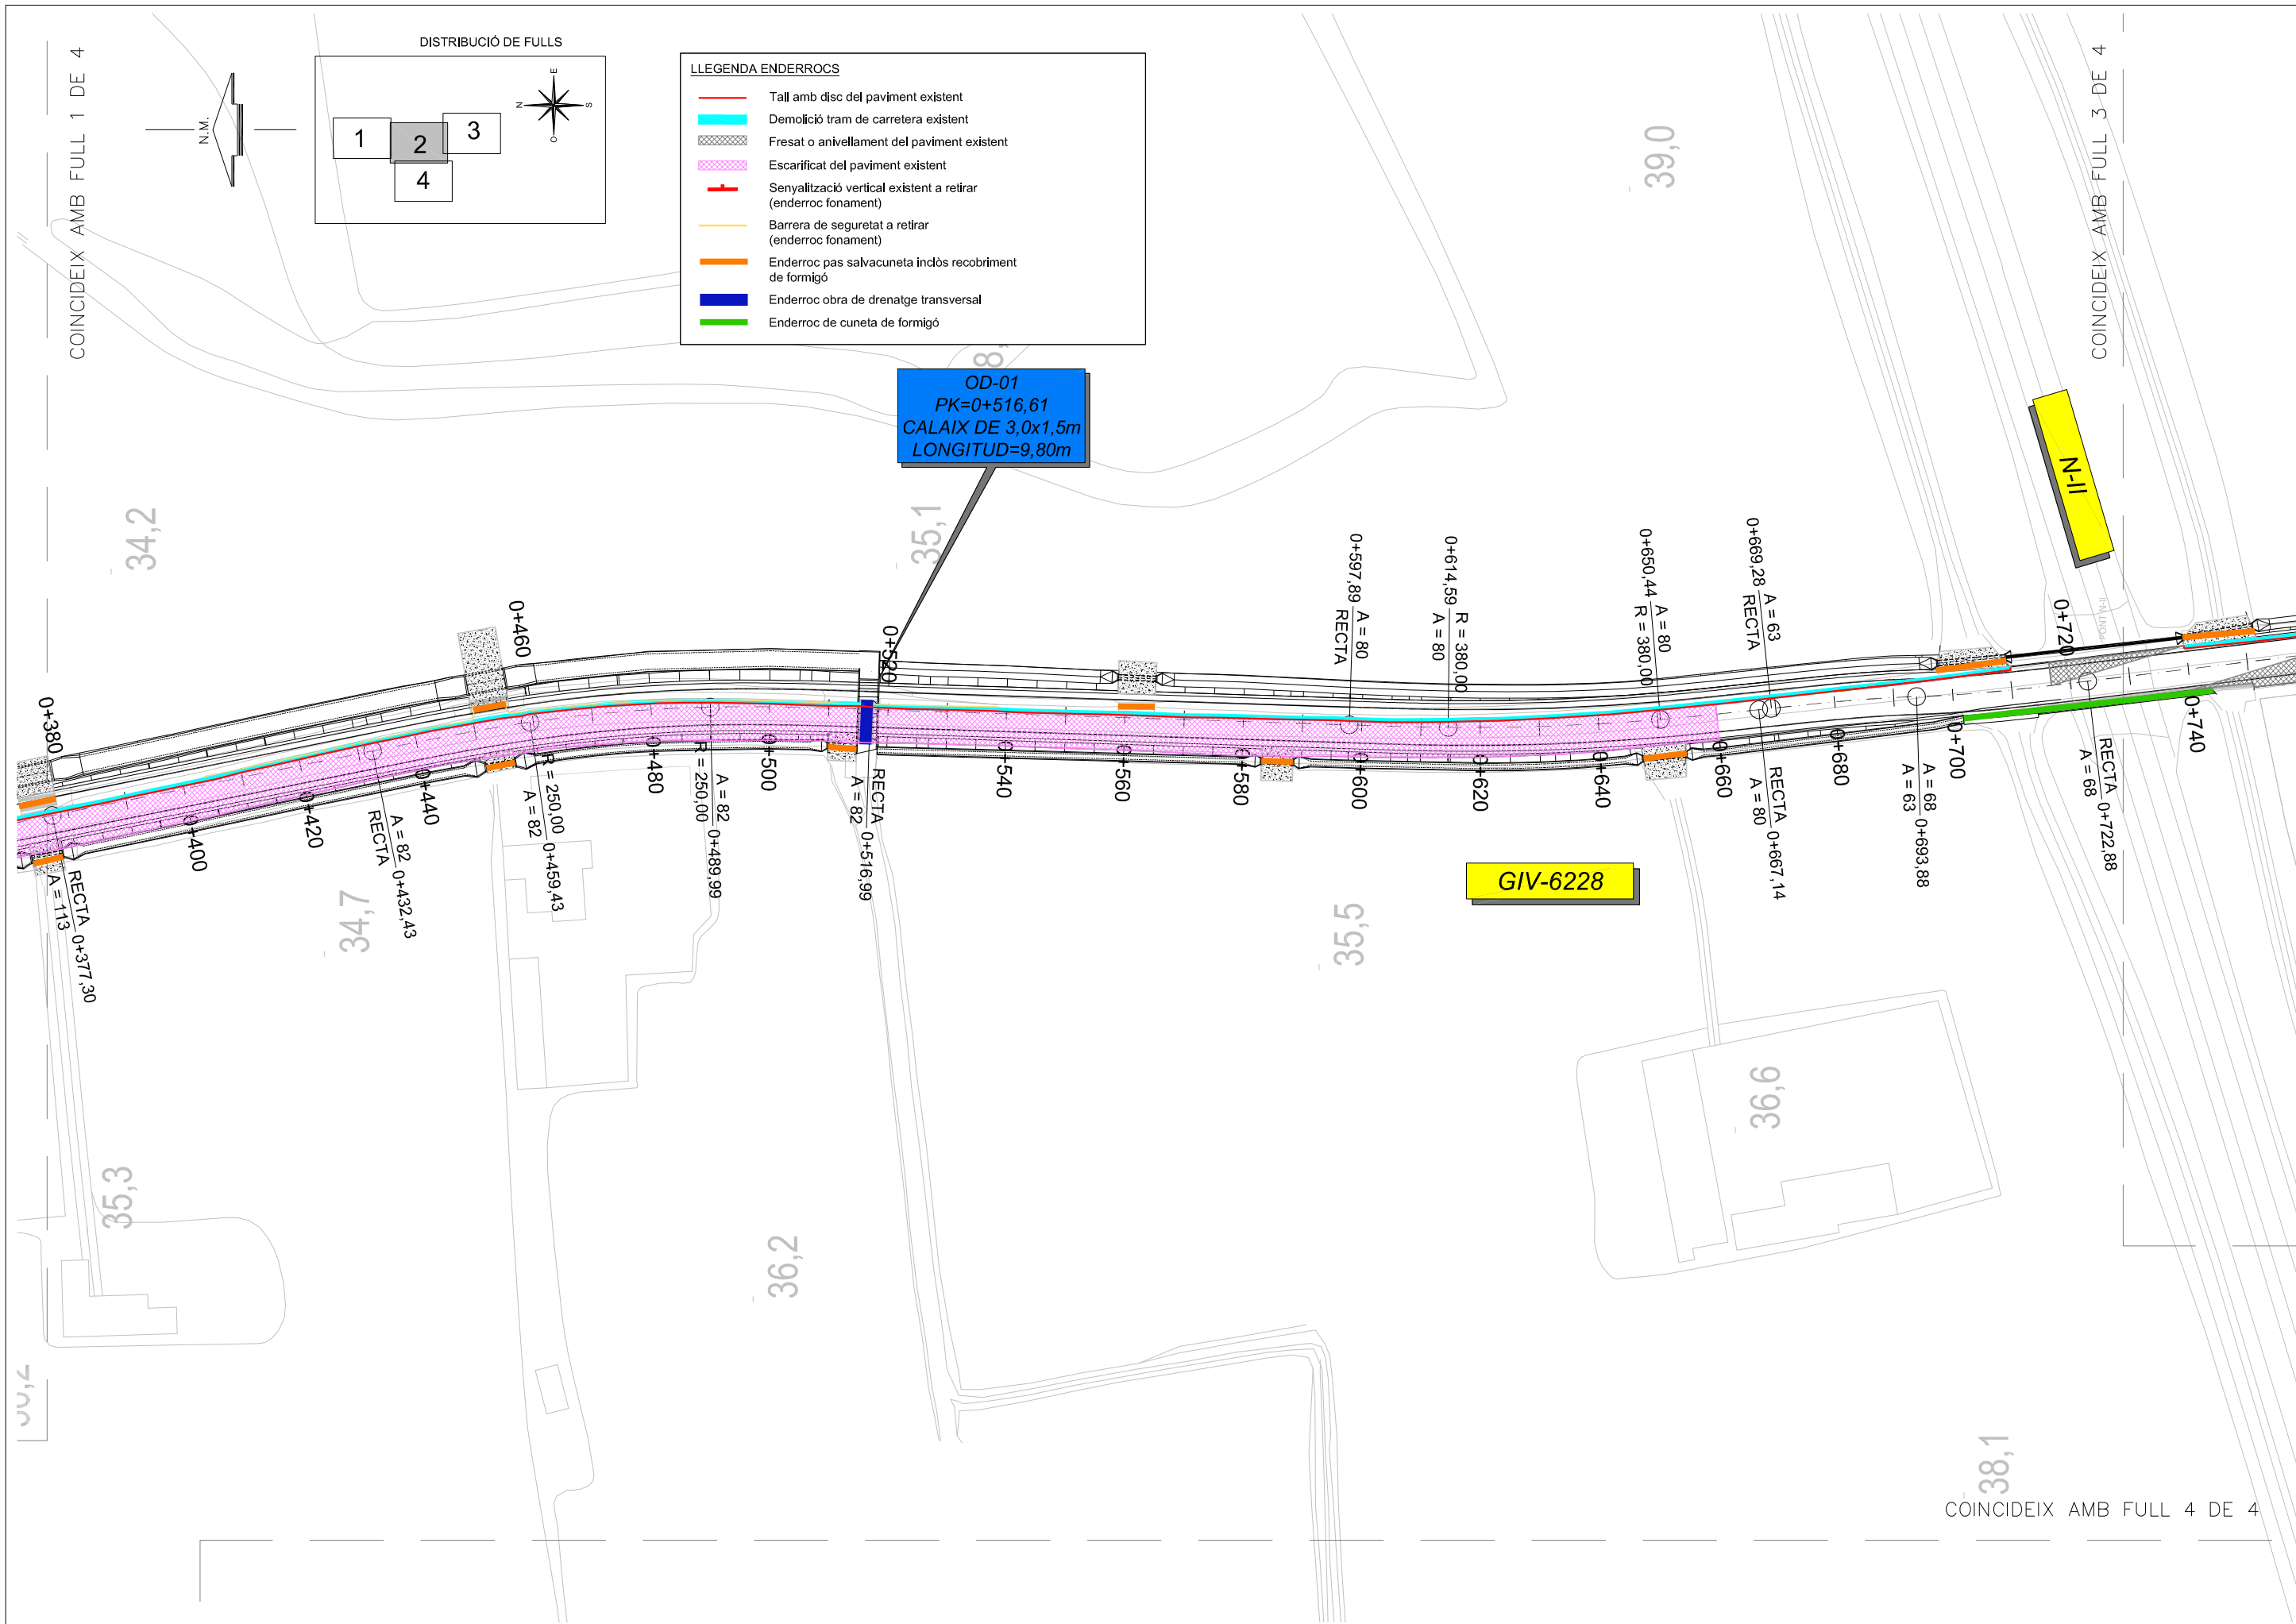 COINCIDEIX AMB FULL 1 DE 4
N.M.
DISTRIBUCIÓ DE FULLS
1
2
3
4
N
E
S
O
LLEGENDA ENDERROCS
Tall amb disc del paviment existent
Demolició tram de carretera existent
Fresat o anivellament del paviment existent
Escarificat del paviment existent
Senyalització vertical existent a retirar
(enderroc fonament)
Barrera de seguretat a retirar
(enderroc fonament)
Enderroc pas salvacuneta inclòs recobriment
de formigó
Enderroc obra de drenatge transversal
Enderroc de cuneta de formigó
COINCIDEIX AMB FULL 3 DE 4
39,0
OD-01
PK=0+516,61
CALAIX DE 3,0x1,5m
LONGITUD=9,80m
N-II
34,2
35,1
0+597,89
A = 80
RECTA
0+614,59
R = 380,00
A = 80
0+650,44
A = 80
R = 380,00
0+669,28
A = 63
RECTA
0+380
0+460
0+520
0+720
PONT N-II
0+400
0+420
0+440
0+480
0+500
0+540
0+560
0+580
0+600
0+620
0+640
0+660
0+680
0+700
0+740
RECTA
A = 113
0+377,30
A = 82
RECTA
0+432,43
R = 250,00
A = 82
0+459,43
A = 82
R = 250,00
0+489,99
RECTA
A = 82
0+516,99
RECTA
A = 80
0+667,14
A = 68
A = 63
0+693,88
RECTA
A = 68
0+722,88
GIV-6228
34,7
35,5
36,6
35,3
36,2
38,1
COINCIDEIX AMB FULL 4 DE 4